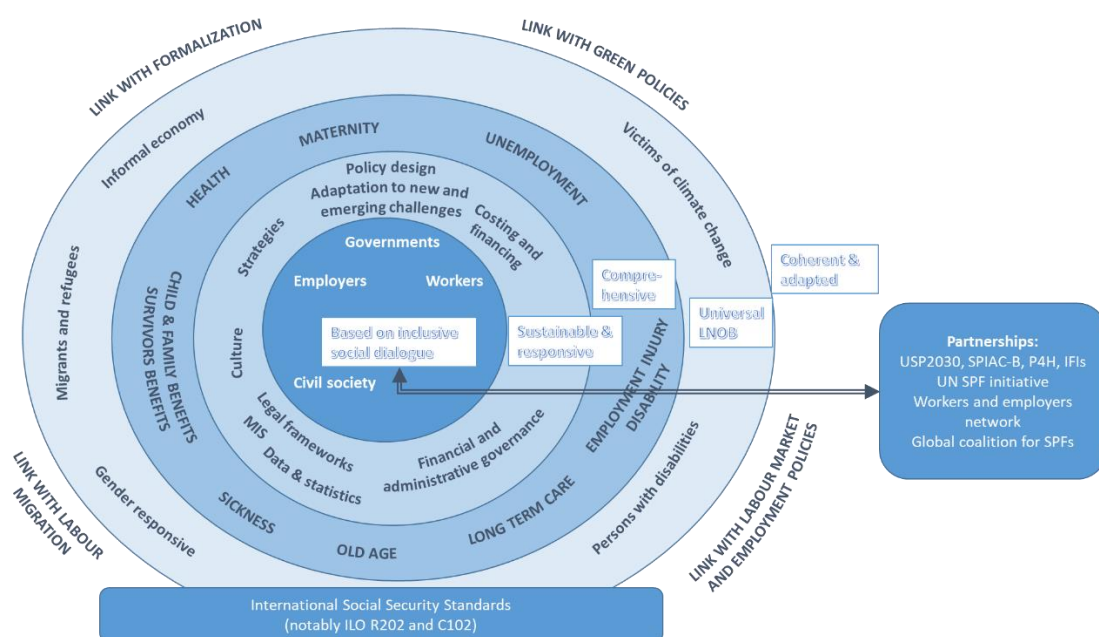 LINK WITH FORMALIZATION
LINK WITH GREEN POLICIES
Informal economy
Victims of climate change
MATERNITY
UNEMPLOYMENT
HEALTH
Policy design
Adaptation to new and
emerging challenges
Strategies
Costing and
financing
Governments
Employers
Workers
Compre-
hensive
Coherent &
adapted
Migrants and refugees
CHILD & FAMILY BENEFITS
SURVIVORS BENEFITS
Culture
Based on inclusive
social dialogue
Sustainable &
responsive
Universal
LNOB
Civil society
EMPLOYMENT INJURY
DISABILITY
Partnerships:
USP2030, SPIAC-B, P4H, IFIs
UN SPF initiative
Workers and employers
network
Global coalition for SPFs
Legal frameworks
MIS
Data & statistics
Financial and
administrative governance
LINK WITH LABOUR
MIGRATION
Gender responsive
SICKNESS
OLD AGE
LONG TERM CARE
Persons with disabilities
LINK WITH LABOUR MARKET
AND EMPLOYMENT POLICIES
International Social Security Standards
(notably ILO R202 and C102)